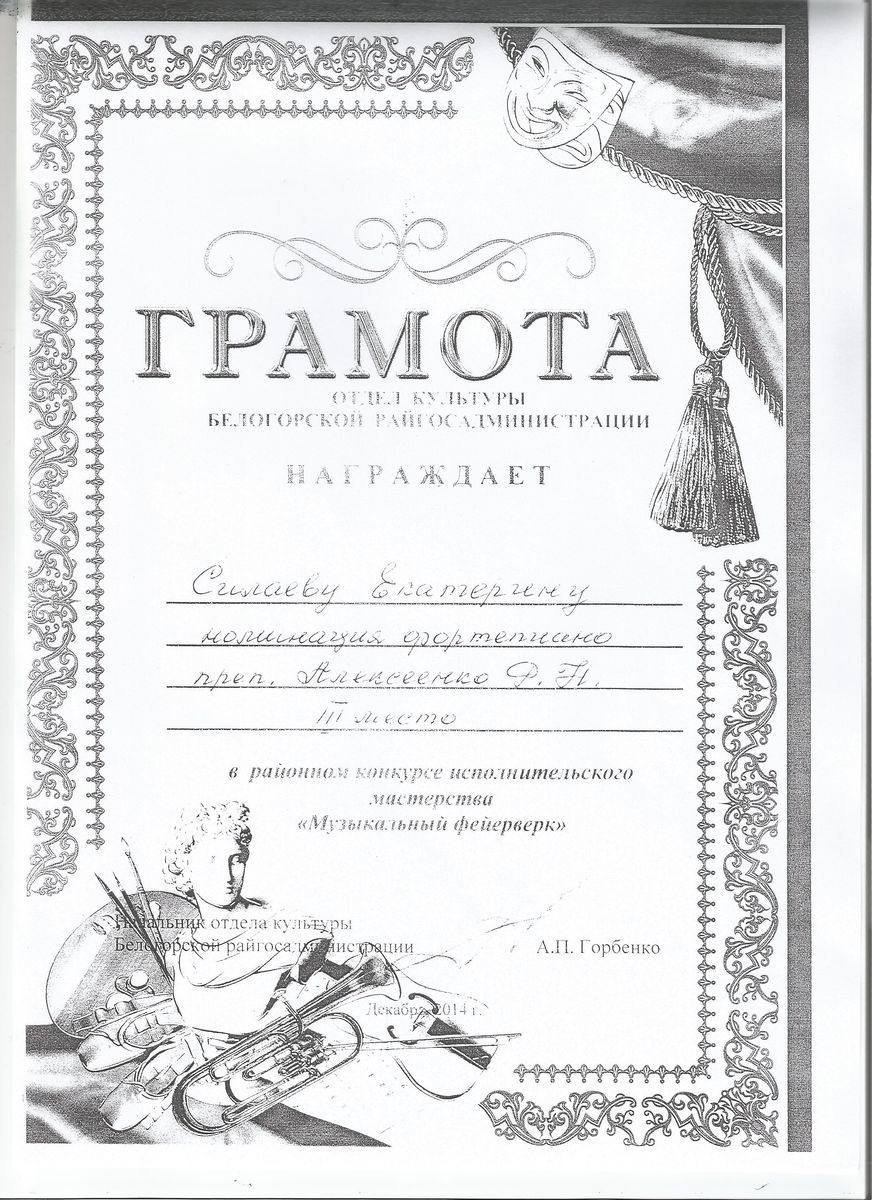 ГРАМОТА
ОТДЕЛ КУЛЬТУРЫ
БЕЛОГОРСКОЙ РАЙГОСАДМИНИСТРАЦИИ
НАГРАЖДАЕТ
Силаеву Екатерину
номинация фортепиано
преп. Алексеенко Ф.Н.
III место
в районном конкурсе исполнительского
мастерства
«Музыкальный фейерверк»
Начальник отдела культуры
Белогорской райгосадминистрации А.П. Горбенко
Декабрь 2014 г.